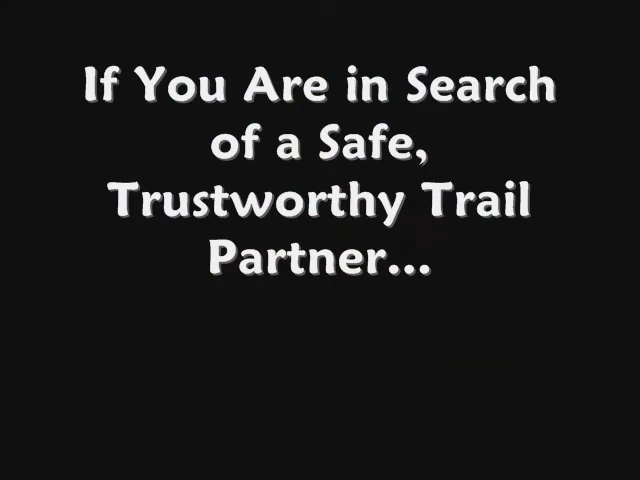 If You Are in Search
of a Safe,
Trustworthy Trail
Partner...